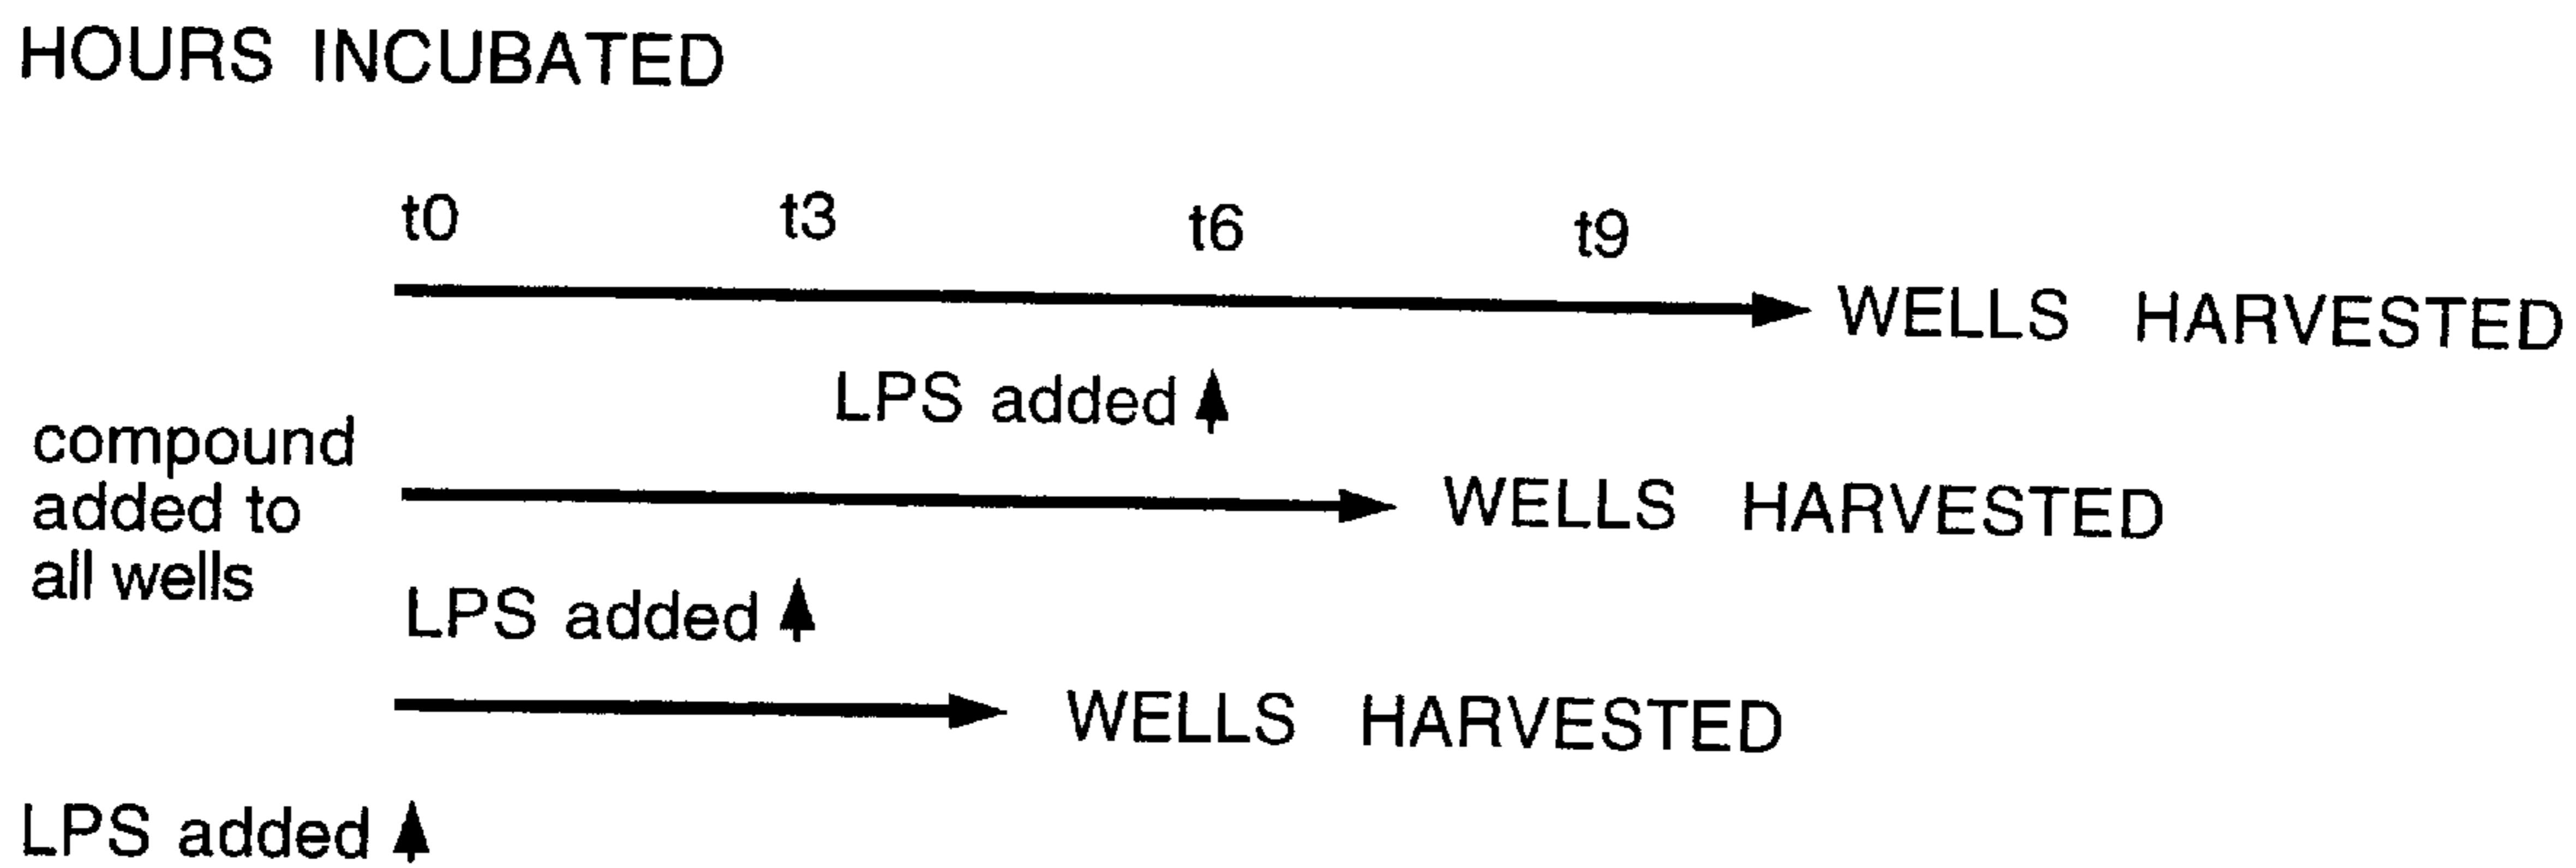 HOURS INCUBATED
t0 t3 t6 t9
WELLS HARVESTED
LPS added
compound
added to
all wells
WELLS HARVESTED
LPS added
WELLS HARVESTED
LPS added